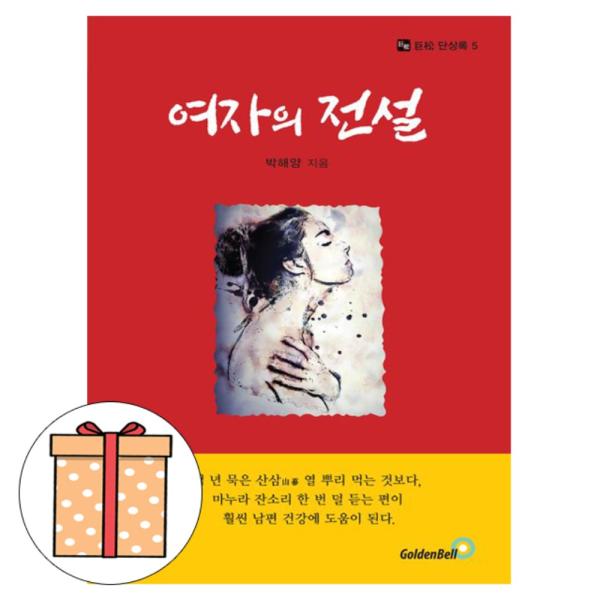 巨松 단상록 5
여자의 전설
박해양 지음
년 묵은 산삼山蔘 열 뿌리 먹는 것보다,
마누라 잔소리 한 번 덜 듣는 편이
훨씬 남편 건강에 도움이 된다.
GoldenBell